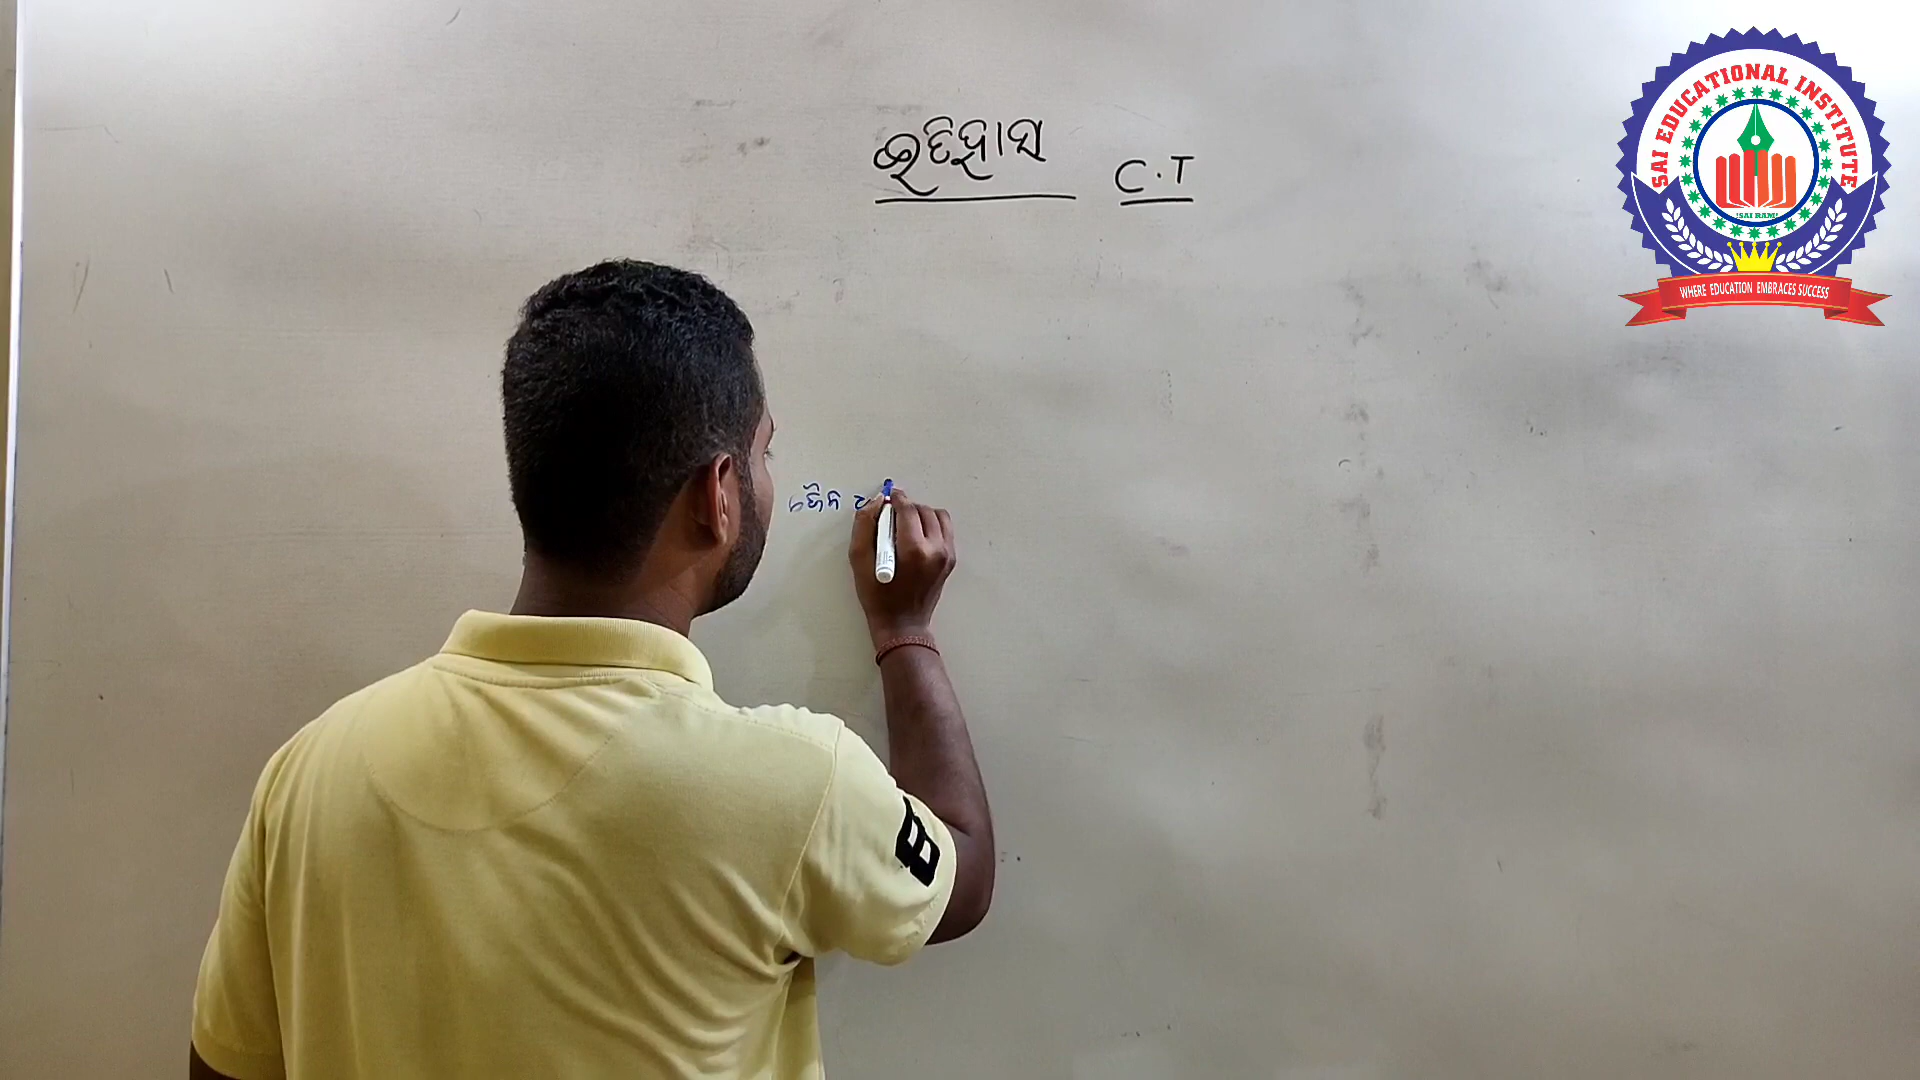 ଇତିହାସ C.T
ଜୈନ
SAI EDUCATIONAL INSTITUTE
!SAI RAM!
WHERE EDUCATION EMBRACES SUCCESS